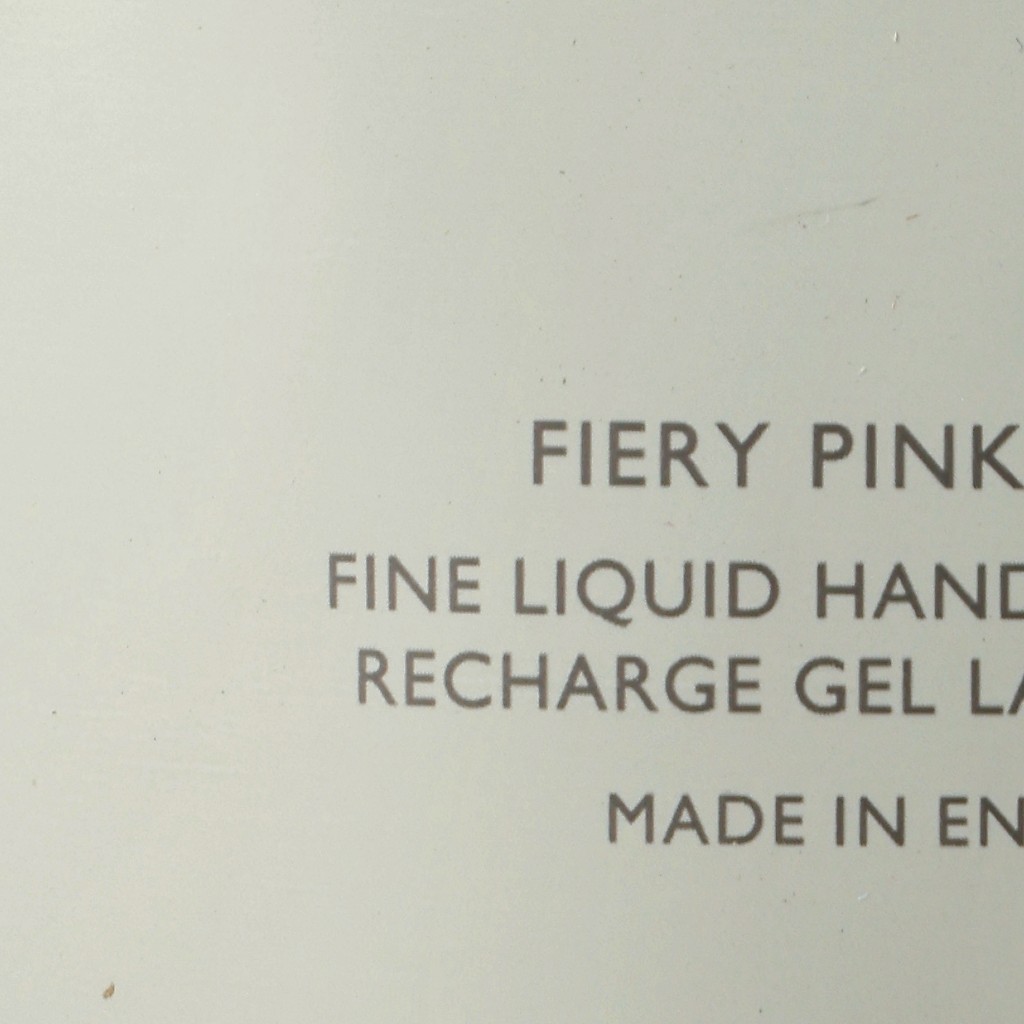 FIERY PINK
FINE LIQUID HAND
RECHARGE GEL LA
MADE IN EN